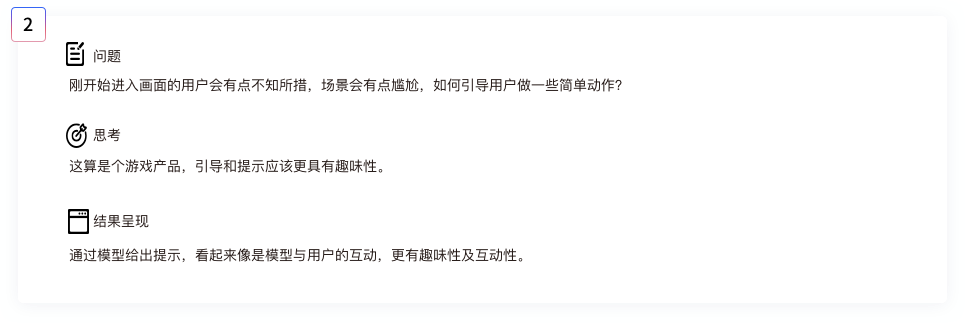 2
问题
刚开始进入画面的用户会有点不知所措，场景会有点尴尬，如何引导用户做一些简单动作?
思考
这算是个游戏产品，引导和提示应该更具有趣味性。
结果呈现
通过模型给出提示，看起来像是模型与用户的互动，更有趣味性及互动性。